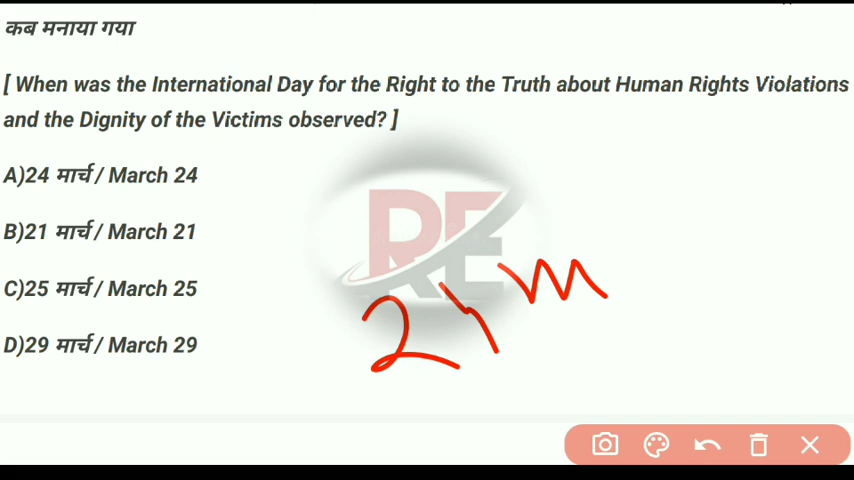 कब मनाया गया
[ When was the International Day for the Right to the Truth about Human Rights Violations
and the Dignity of the Victims observed? ]
A)24 मार्च / March 24
B)21 मार्च / March 21
C)25 मार्च / March 25
D)29 मार्च / March 29
RE
24 M